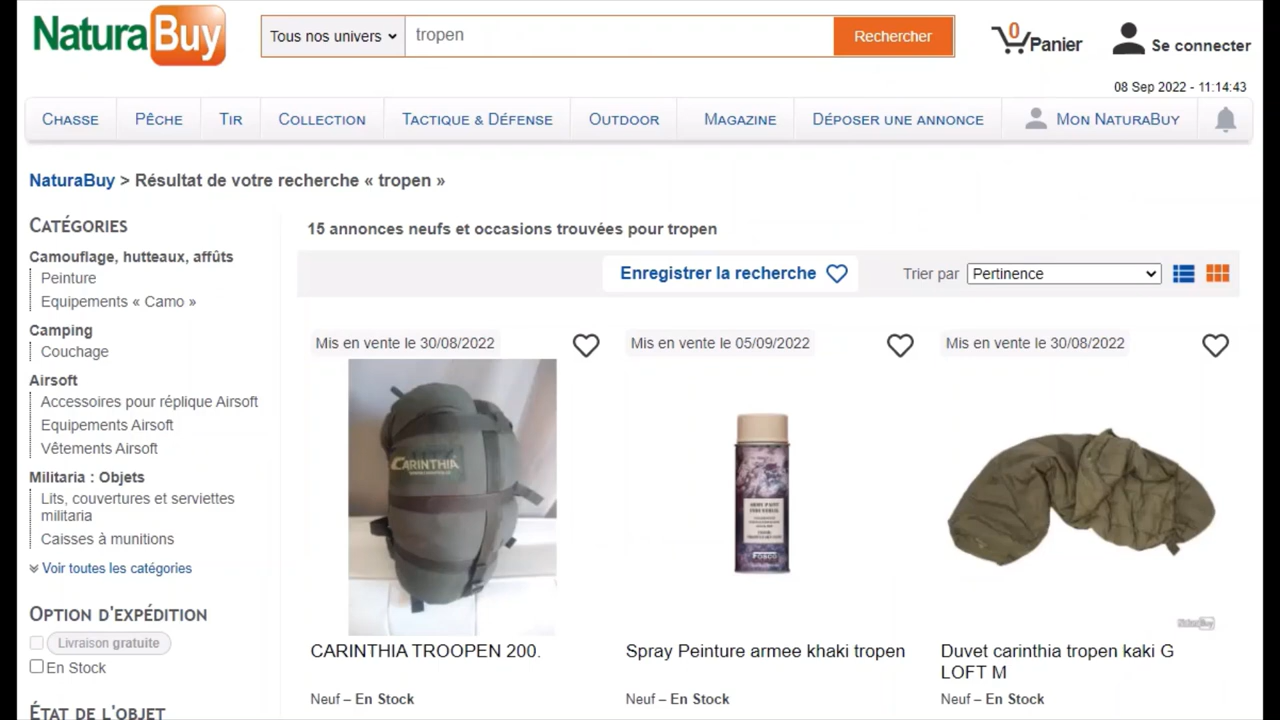 NaturaBuy
Tous nos univers
tropen
Rechercher
0
Panier
Se connecter
08 Sep 2022 - 11:14:43
CHASSE
PÊCHE
TIR
COLLECTION
TACTIQUE & DÉFENSE
OUTDOOR
MAGAZINE
DÉPOSER UNE ANNONCE
MON NATURABUY
NaturaBuy > Résultat de votre recherche « tropen »
CATÉGORIES
Camouflage, hutteaux, affûts
Peinture
Equipements « Camo »
Camping
Couchage
Airsoft
Accessoires pour réplique Airsoft
Equipements Airsoft
Vêtements Airsoft
Militaria : Objets
Lits, couvertures et serviettes
militaria
Caisses à munitions
Voir toutes les catégories
OPTION D'EXPÉDITION
Livraison gratuite
En Stock
ÉTAT DE L'OBJET
15 annonces neufs et occasions trouvées pour tropen
Enregistrer la recherche
Trier par
Pertinence
Mis en vente le 30/08/2022
CARINTHIA
CARINTHIA TROOPEN 200.
Neuf – En Stock
Mis en vente le 05/09/2022
ARMY PAINT
FOSCO
Spray Peinture armee khaki tropen
Neuf – En Stock
Mis en vente le 30/08/2022
NaturaBuy
Duvet carinthia tropen kaki G
LOFT M
Neuf – En Stock